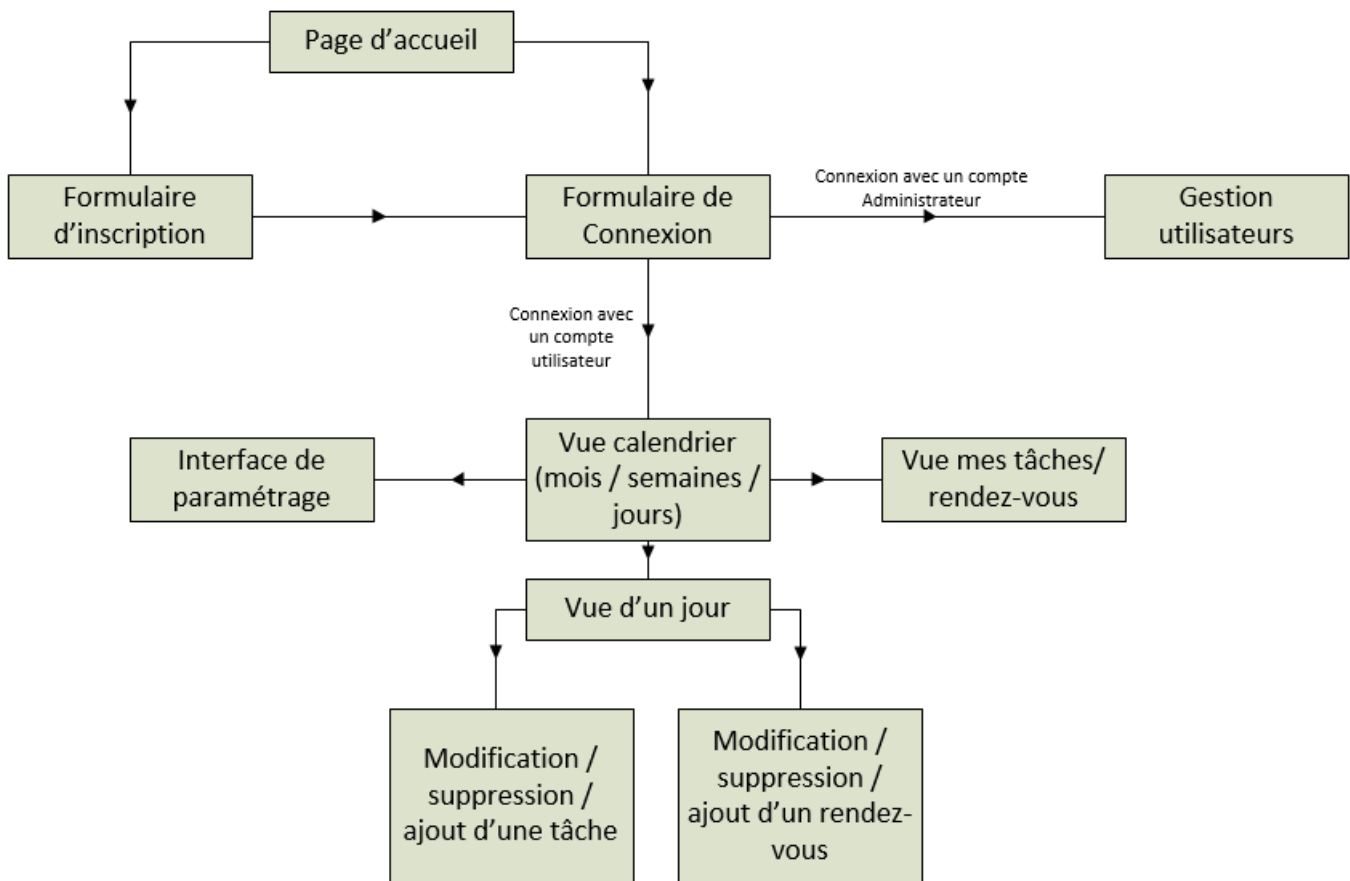 Page d'accueil
Formulaire
d'inscription
Formulaire de
Connexion
Connexion avec un compte
Administrateur
Gestion
utilisateurs
Connexion avec
un compte
utilisateur
Interface de
paramétrage
Vue calendrier
(mois / semaines /
jours)
Vue mes tâches/
rendez-vous
Vue d'un jour
Modification /
suppression /
ajout d'une tâche
Modification /
suppression /
ajout d'un rendez-
vous